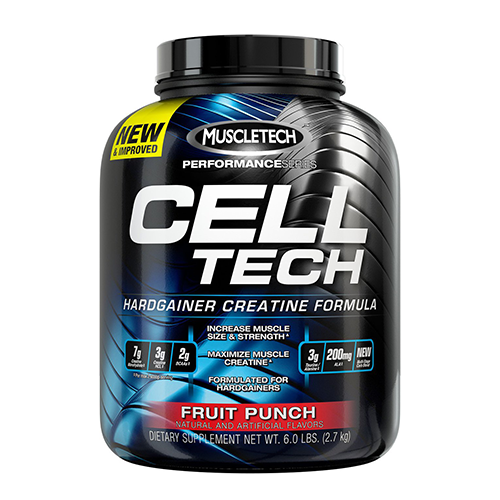 NEW
& IMPROVED
MUSCLETECH
PERFORMANCESERIES
CELL
TECH
HARDGAINER CREATINE FORMULA
INCREASE MUSCLE
SIZE & STRENGTH*
7g 3g 2g
MAXIMIZE MUSCLE
CREATINE*
3g 200mg NEW
FORMULATED FOR
HARDGAINERS
FRUIT PUNCH
NATURAL AND ARTIFICIAL FLAVORS
DIETARY SUPPLEMENT NET WT. 6.0 LBS. (2.7 kg)